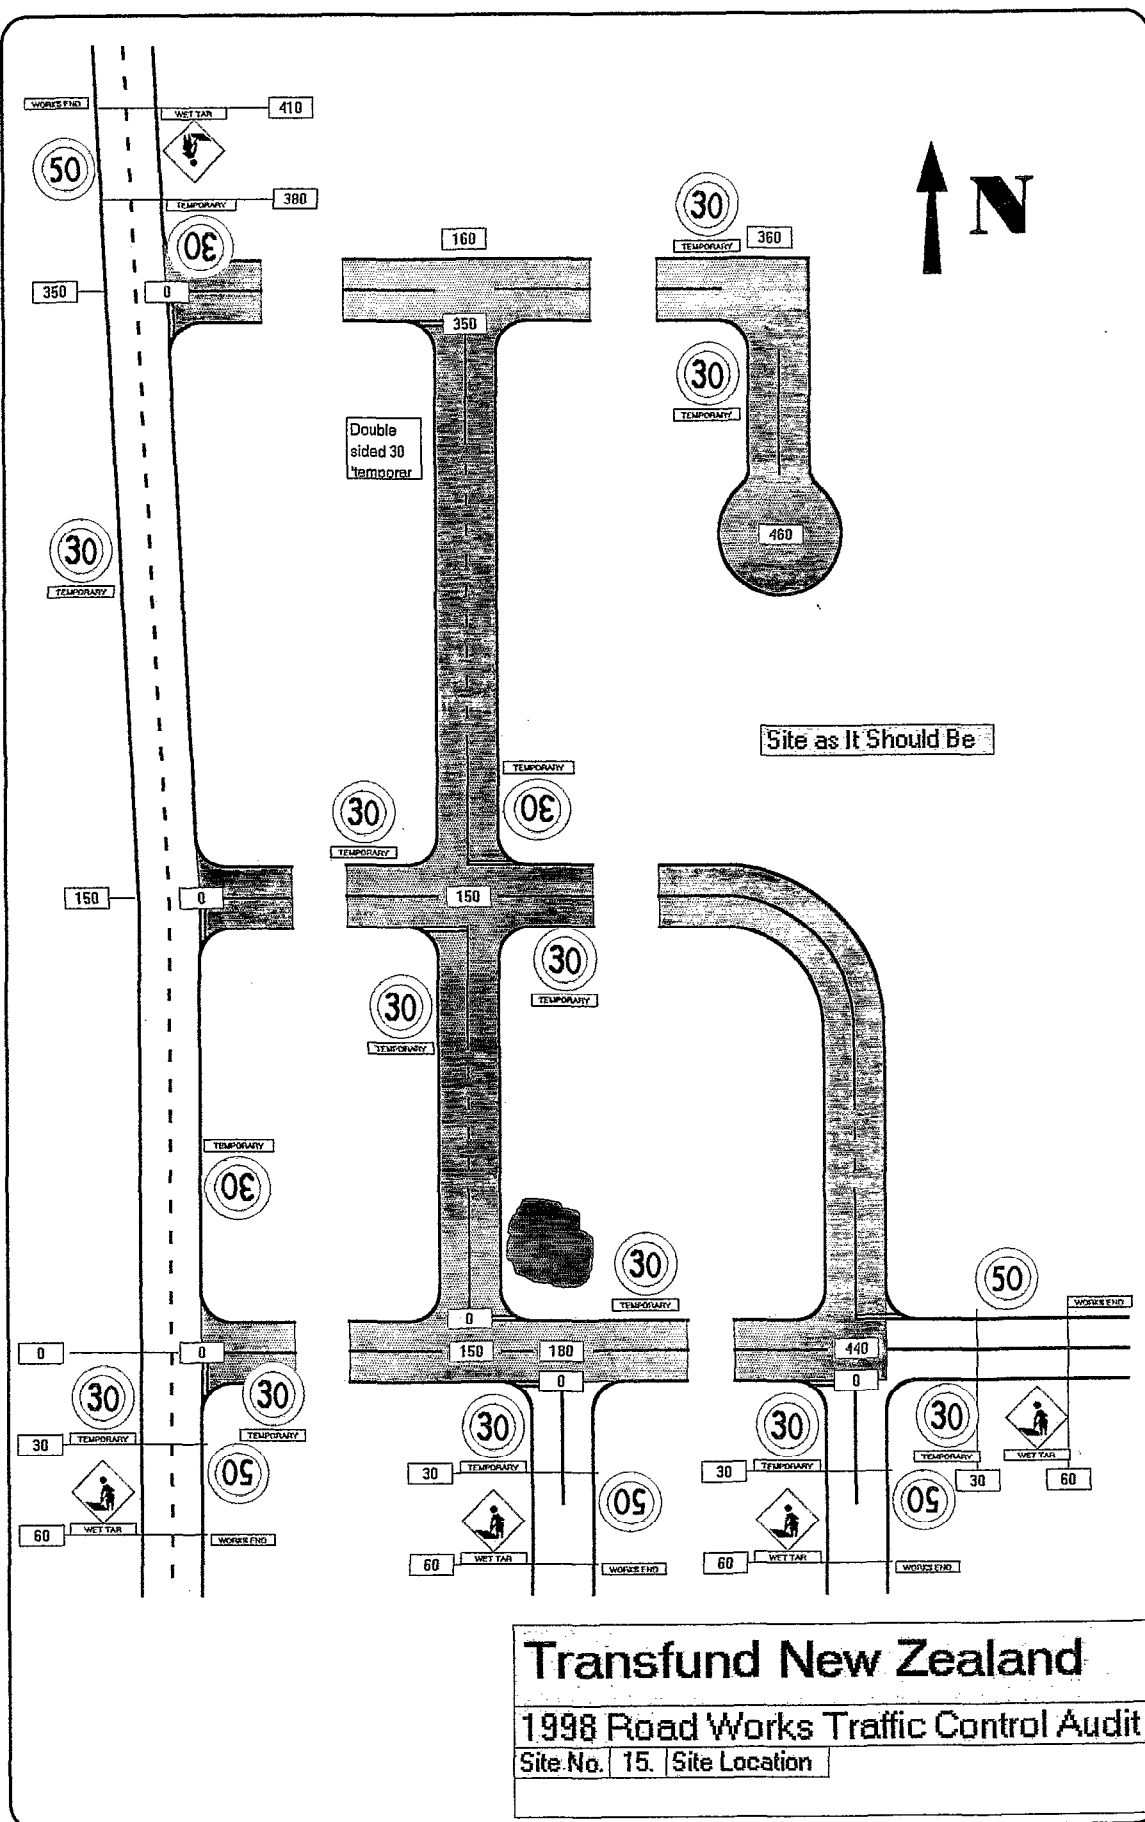 WORKS END
410
WET TAR
50
TEMPORARY
380
30
30
TEMPORARY
160
360
N
350
0
350
30
TEMPORARY
Double
sided 30
'temporar
30
TEMPORARY
460
Site as It Should Be
TEMPORARY
30
30
TEMPORARY
150
0
150
30
TEMPORARY
30
TEMPORARY
TEMPORARY
30
30
TEMPORARY
50
WORKS END
0
0
0
150
180
0
440
0
30
TEMPORARY
30
TEMPORARY
30
TEMPORARY
30
TEMPORARY
30
TEMPORARY
WET TAR
30
50
30
50
30
50
30
60
60
WET TAR
WORKS END
60
WET TAR
WORKS END
60
WET TAR
WORKS END
Transfund New Zealand
1998 Road Works Traffic Control Audit
Site No. 15. Site Location